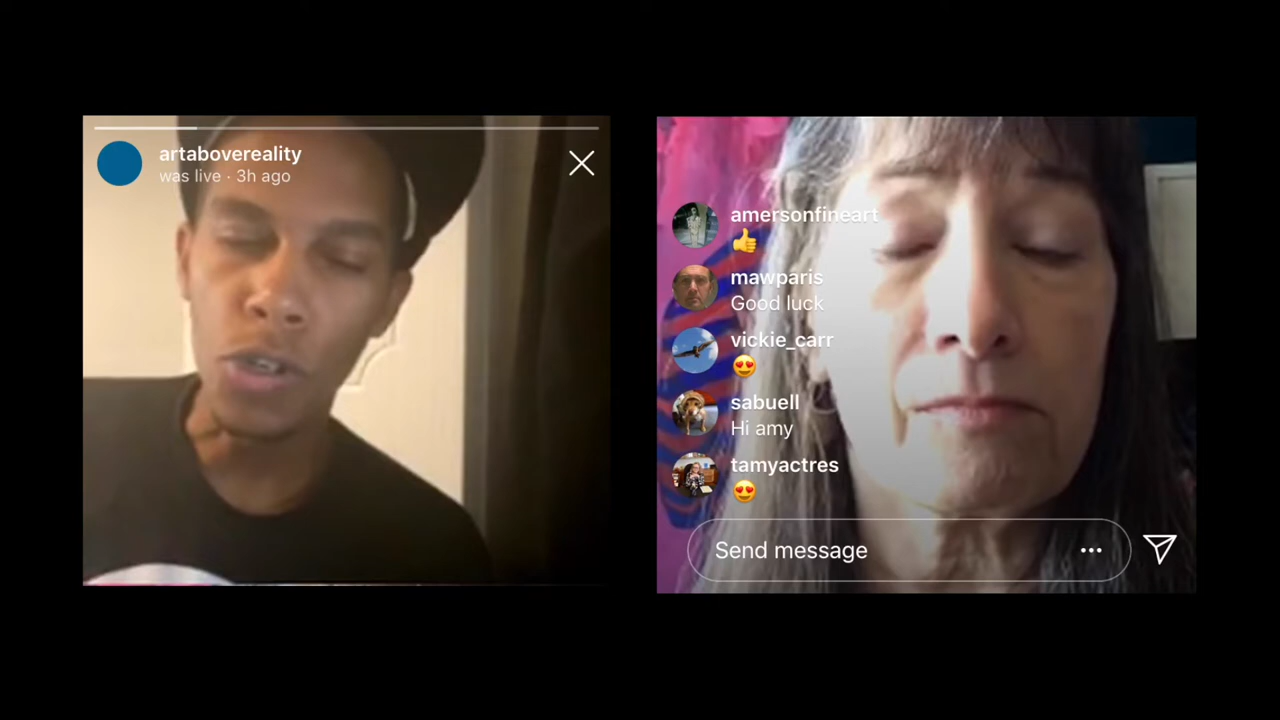 artabovereality
was live · 3h ago
amersonfineart
👍
mawparis
Good luck
vickie_carr
😍
sabuell
Hi amy
tamyactres
😍
Send message